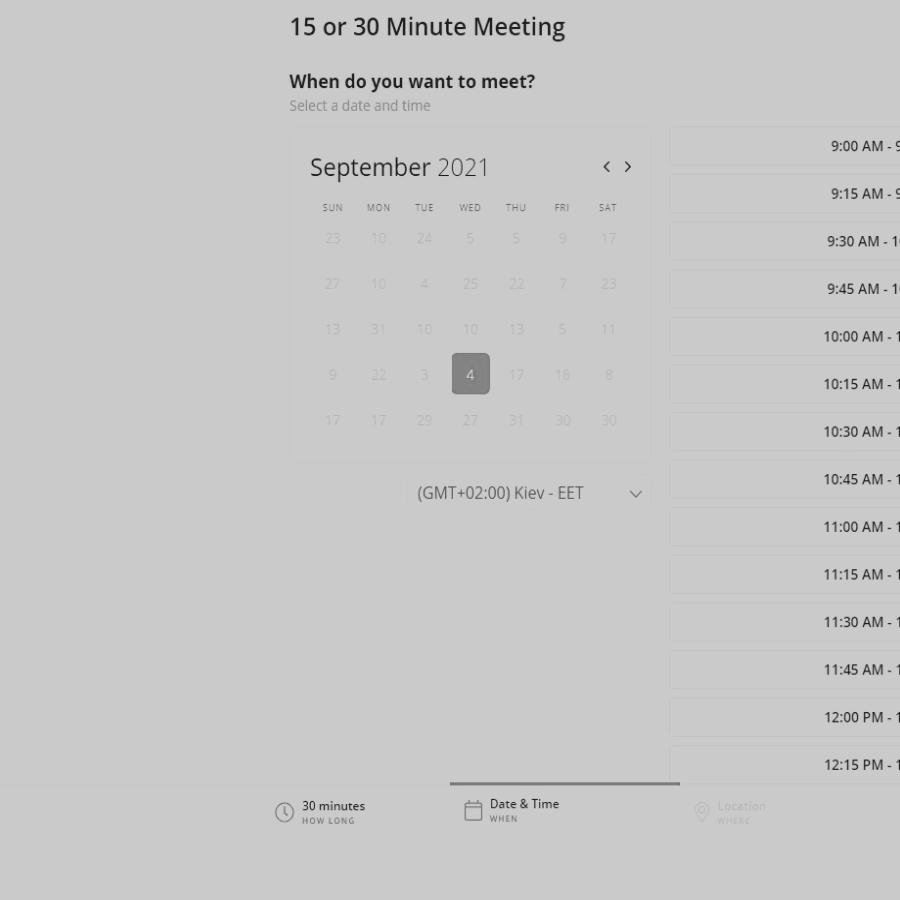 15 or 30 Minute Meeting
When do you want to meet?
Select a date and time
September 2021
SUN MON TUE WED THU FRI SAT
23 10 24 5 5 9 17
27 10 4 25 22 7 23
13 31 10 10 13 5 11
9 22 3 4 17 18 8
17 17 29 27 31 30 30
(GMT+02:00) Kiev - EET
9:00 AM - 9
9:15 AM - 9
9:30 AM - 1
9:45 AM - 1
10:00 AM - 1
10:15 AM - 1
10:30 AM - 1
10:45 AM - 1
11:00 AM - 1
11:15 AM - 1
11:30 AM - 1
11:45 AM - 1
12:00 PM - 1
12:15 PM - 1
30 minutes
HOW LONG
Date & Time
WHEN
Location
WHERE